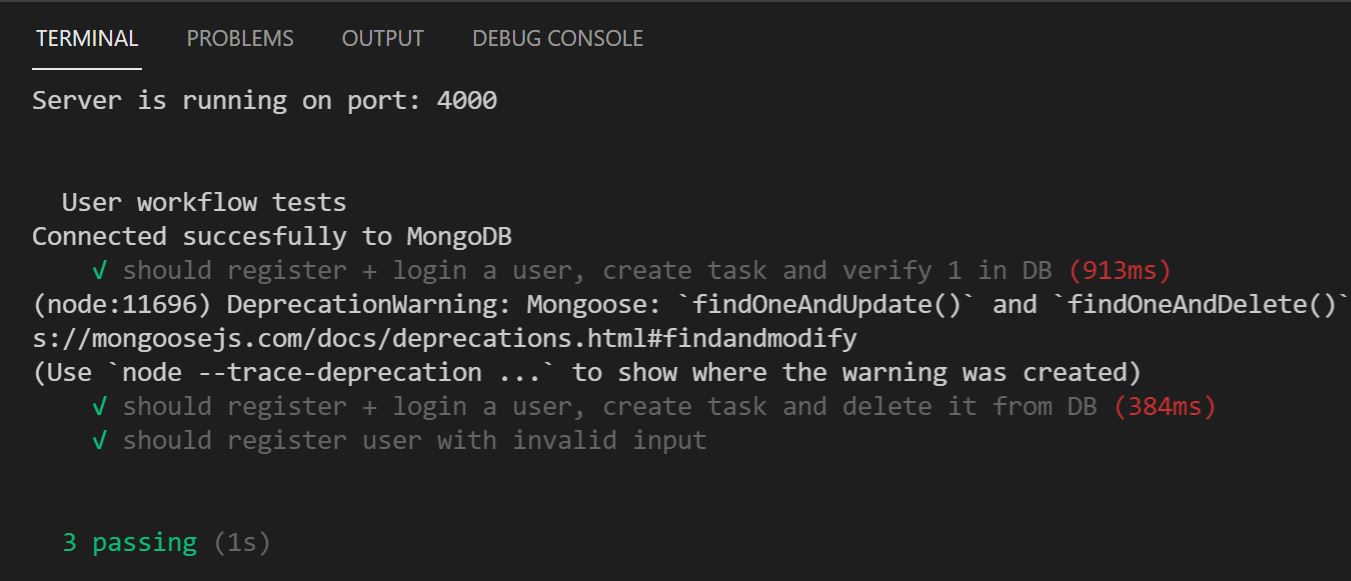 TERMINAL PROBLEMS OUTPUT DEBUG CONSOLE
Server is running on port: 4000
User workflow tests
Connected succesfully to MongoDB
√ should register + login a user, create task and verify 1 in DB (913ms)
(node:11696) DeprecationWarning: Mongoose: `findOneAndUpdate()` and `findOneAndDelete()`
s://mongoosejs.com/docs/deprecations.html#findandmodify
(Use `node --trace-deprecation ...` to show where the warning was created)
√ should register + login a user, create task and delete it from DB (384ms)
√ should register user with invalid input
3 passing (1s)